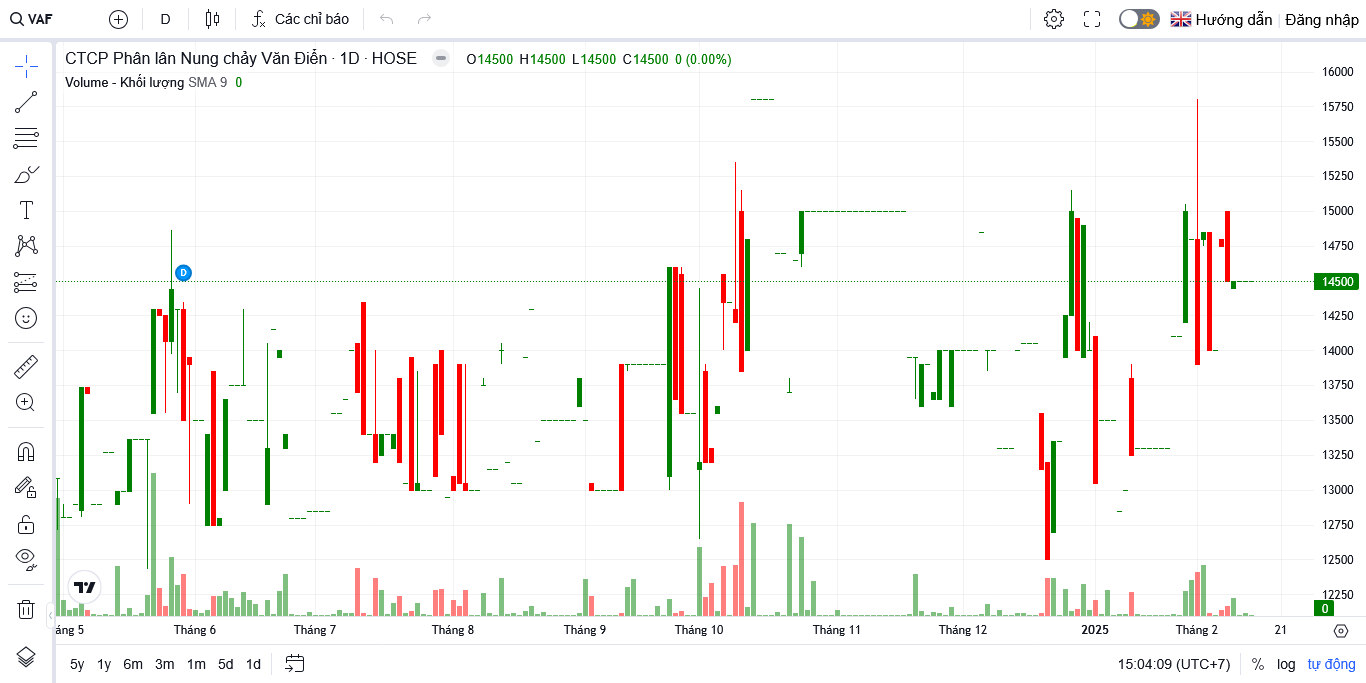 VAF D Các chỉ báo Hướng dẫn Đăng nhập
CTCP Phân lân Nung chảy Văn Điển · 1D · HOSE O14500 H14500 L14500 C14500 0 (0.00%)
Volume - Khối lượng SMA 9 0
16000
15750
15500
15250
15000
14750
14500
14250
14000
13750
13500
13250
13000
12750
12500
12250
0
D
áng 5 Tháng 6 Tháng 7 Tháng 8 Tháng 9 Tháng 10 Tháng 11 Tháng 12 2025 Tháng 2 21
5y 1y 6m 3m 1m 5d 1d 15:04:09 (UTC+7) % log tự động